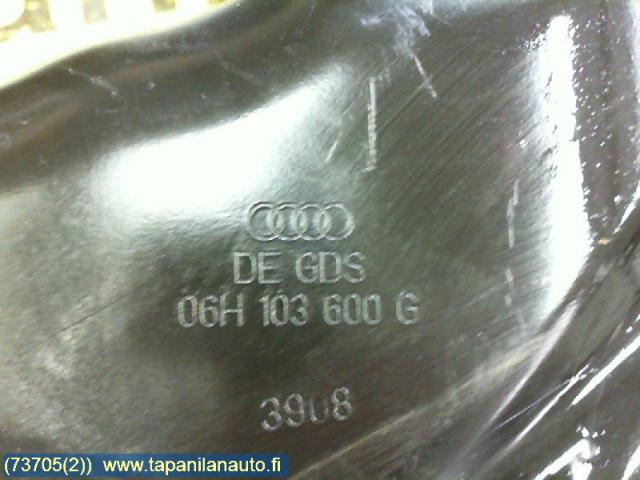 DE GDS
06H 103 600 G
3908
(73705(2)) www.tapanilanauto.fi